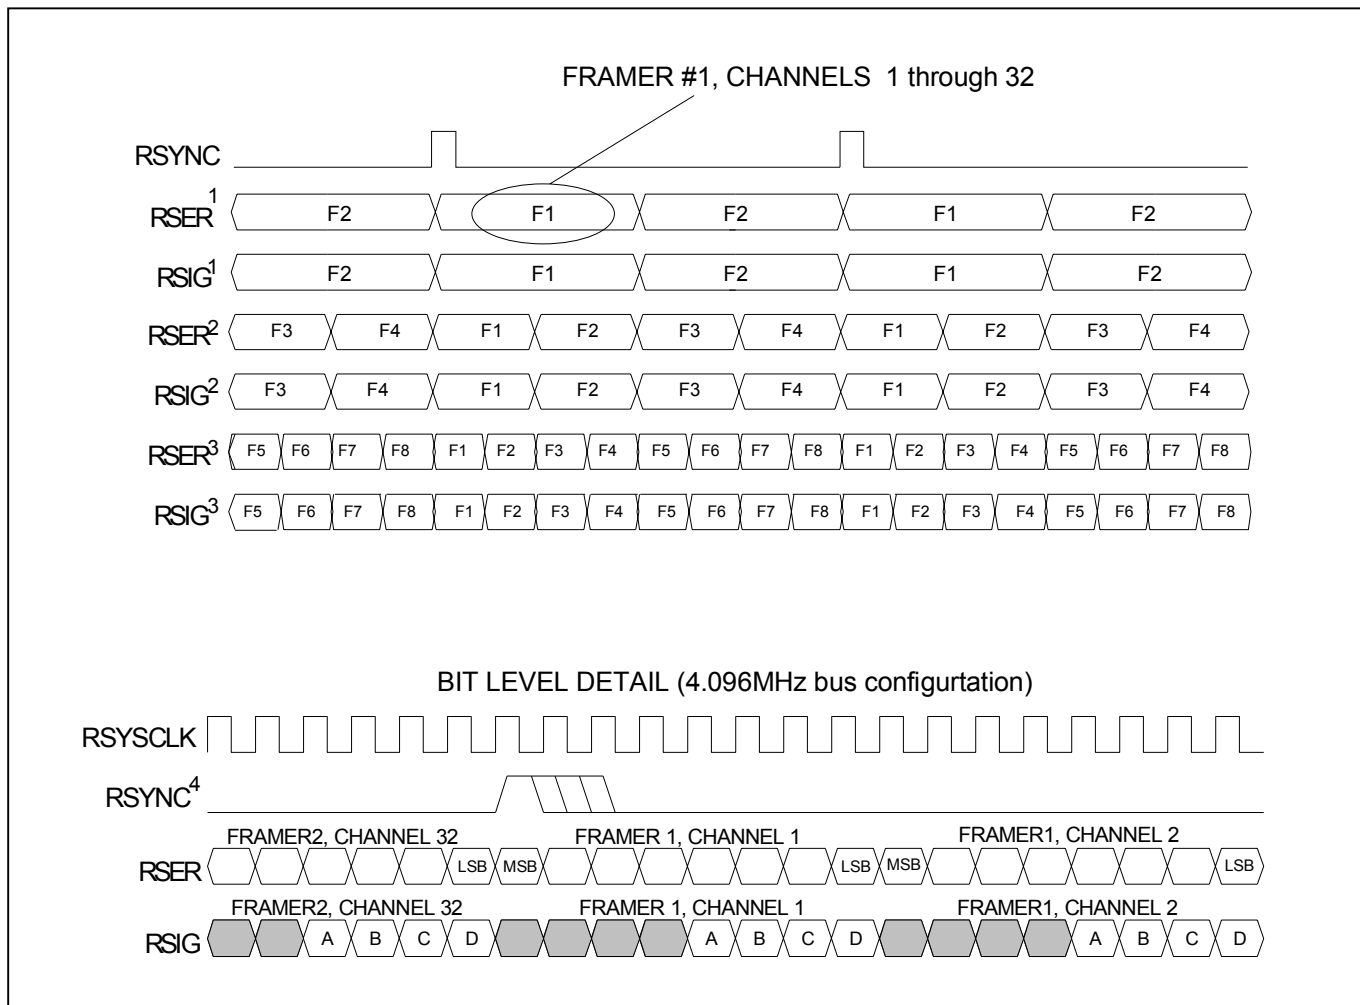 FRAMER #1, CHANNELS 1 through 32
RSYNC
RSER1 F2 F1 F2 F1 F2
RSIG1 F2 F1 F2 F1 F2
RSER2 F3 F4 F1 F2 F3 F4 F1 F2 F3 F4
RSIG2 F3 F4 F1 F2 F3 F4 F1 F2 F3 F4
RSER3 F5 F6 F7 F8 F1 F2 F3 F4 F5 F6 F7 F8 F1 F2 F3 F4 F5 F6 F7 F8
RSIG3 F5 F6 F7 F8 F1 F2 F3 F4 F5 F6 F7 F8 F1 F2 F3 F4 F5 F6 F7 F8
BIT LEVEL DETAIL (4.096MHz bus configurtation)
RSYSCLK
RSYNC4
FRAMER2, CHANNEL 32 FRAMER 1, CHANNEL 1 FRAMER1, CHANNEL 2
RSER LSB MSB LSB MSB LSB
FRAMER2, CHANNEL 32 FRAMER 1, CHANNEL 1 FRAMER1, CHANNEL 2
RSIG A B C D A B C D A B C D